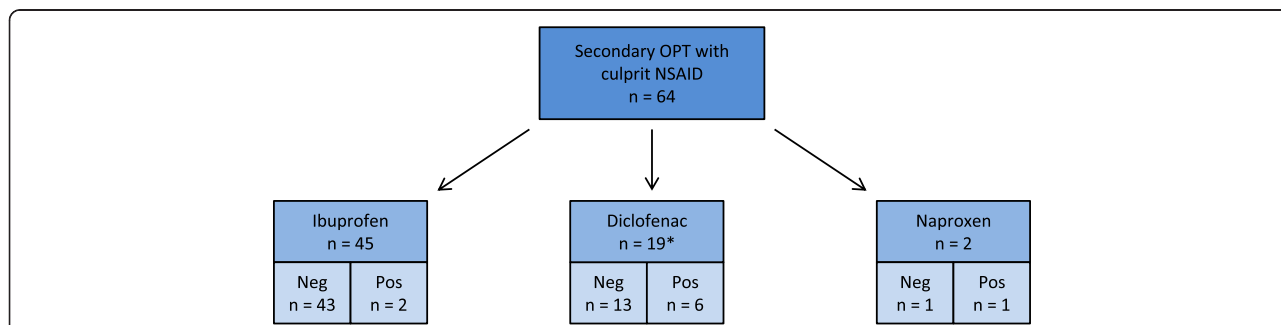 Secondary OPT with
culprit NSAID
n = 64
Ibuprofen
n = 45
Diclofenac
n = 19*
Naproxen
n = 2
Neg
n = 43
Pos
n = 2
Neg
n = 13
Pos
n = 6
Neg
n = 1
Pos
n = 1